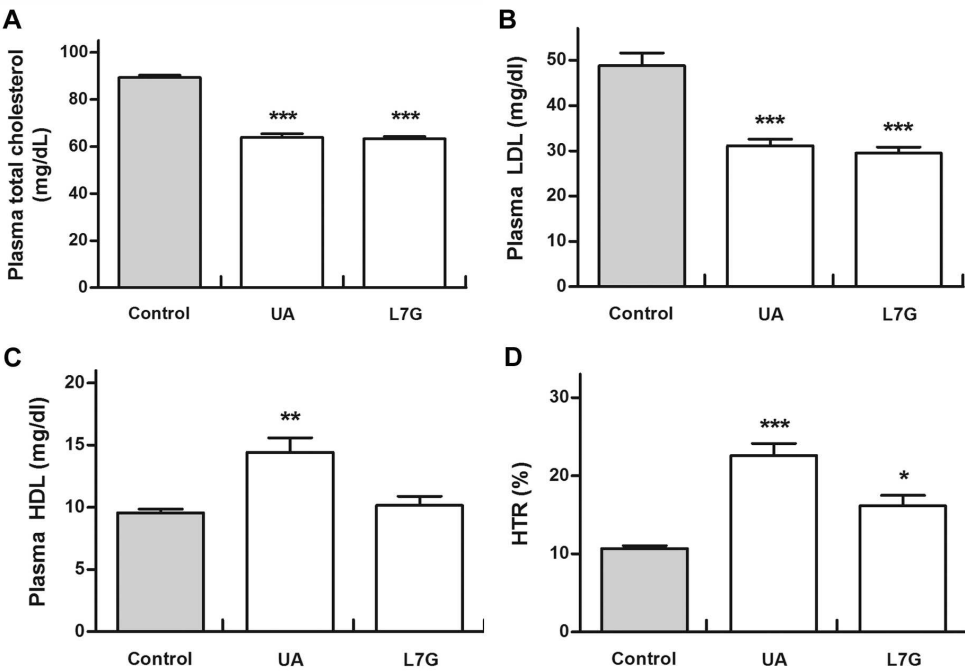 A
Plasma total cholesterol
(mg/dL)
100
80
60
40
20
0
***
***
Control
UA
L7G
B
Plasma LDL (mg/dl)
50
40
30
20
10
0
***
***
Control
UA
L7G
C
Plasma HDL (mg/dl)
20
15
10
5
0
**
Control
UA
L7G
D
HTR (%)
30
20
10
0
***
*
Control
UA
L7G